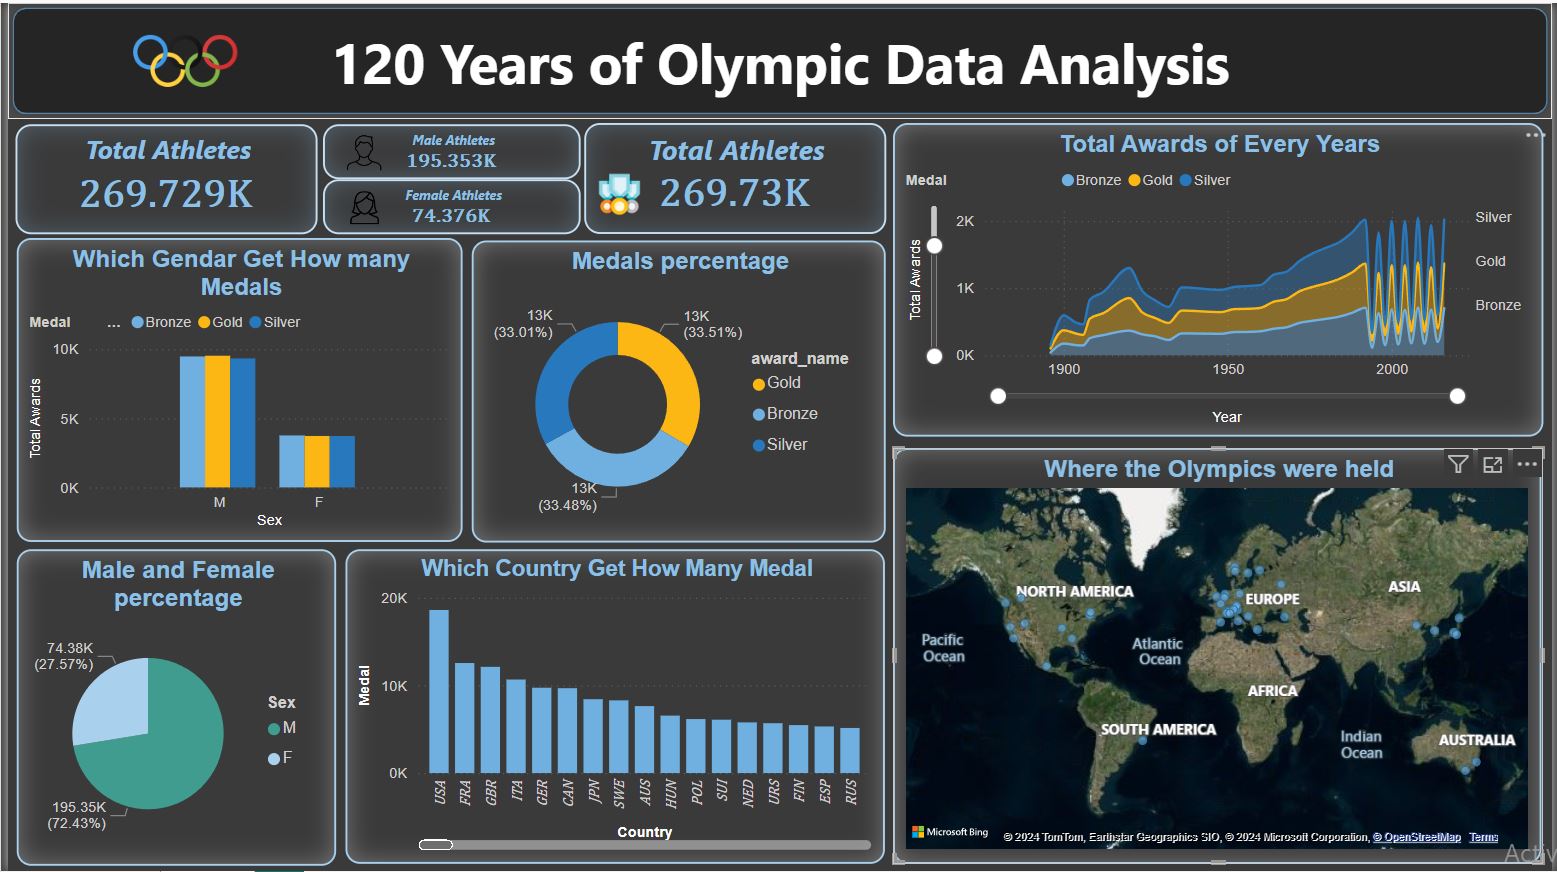 120 Years of Olympic Data Analysis
Total Athletes
269.729K
Male Athletes
195.353K
Female Athletes
74.376K
Total Athletes
269.73K
Total Awards of Every Years
Medal
Bronze Gold Silver
Total Awards
2K
1K
0K
Silver
Gold
Bronze
1900 1950 2000
Year
Which Gendar Get How many
Medals
Medal ... Bronze Gold Silver
Total Awards
10K
5K
0K
M F
Sex
Medals percentage
13K
(33.01%)
13K
(33.51%)
13K
(33.48%)
award_name
Gold
Bronze
Silver
Where the Olympics were held
NORTH AMERICA
EUROPE
ASIA
Pacific
Ocean
Atlantic
Ocean
AFRICA
SOUTH AMERICA
Indian
Ocean
AUSTRALIA
Microsoft Bing
© 2024 TomTom, Earthstar Geographics SIO, © 2024 Microsoft Corporation, © OpenStreetMap Terms
Male and Female
percentage
74.38K
(27.57%)
195.35K
(72.43%)
Sex
M
F
Which Country Get How Many Medal
Medal
20K
10K
0K
USA FRA GBR ITA GER CAN JPN SWE AUS HUN POL SUI NED URS FIN ESP RUS
Country
Activ